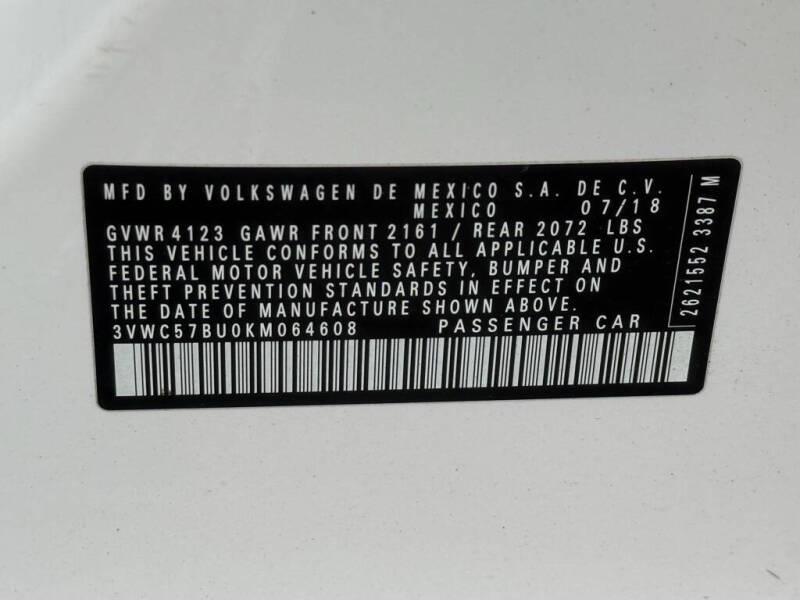 MFD BY VOLKSWAGEN DE MEXICO S.A. DE C.V.
MEXICO 07/18
GVWR 4123 GAWR FRONT 2161 / REAR 2072 LBS
THIS VEHICLE CONFORMS TO ALL APPLICABLE U.S.
FEDERAL MOTOR VEHICLE SAFETY, BUMPER AND
THEFT PREVENTION STANDARDS IN EFFECT ON
THE DATE OF MANUFACTURE SHOWN ABOVE.
3VWC57BU0KM064608 PASSENGER CAR
2621552 3387 M